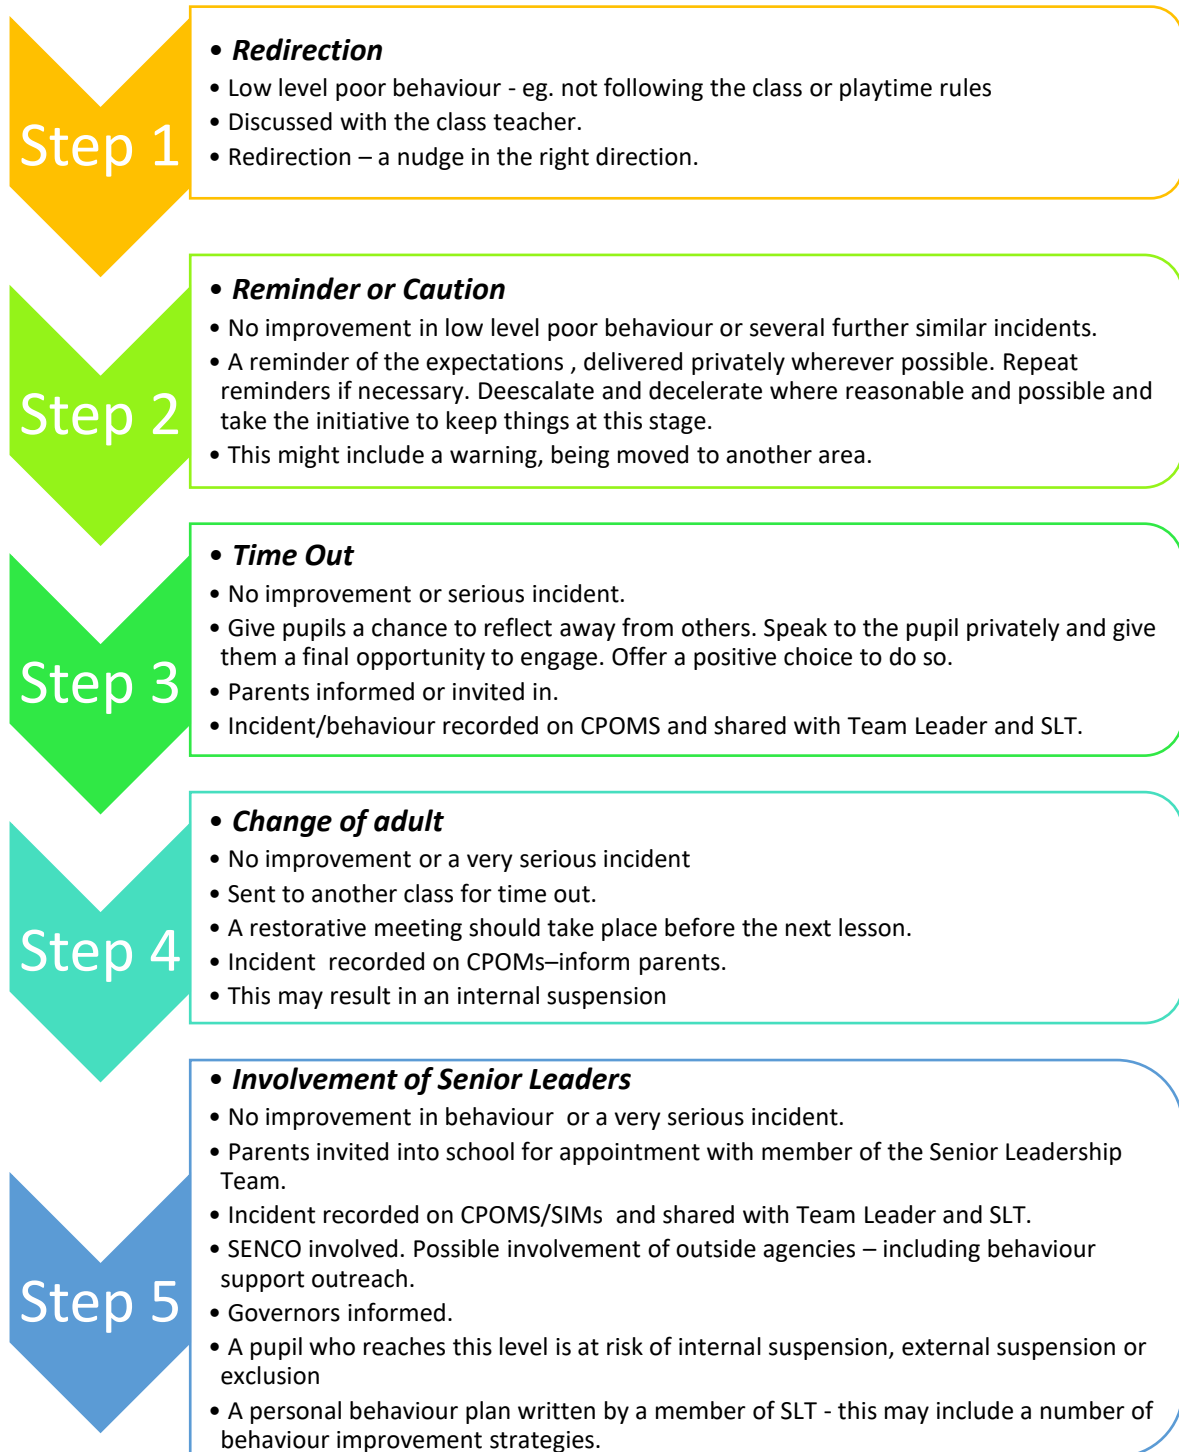 Step 1
• Redirection
• Low level poor behaviour - eg. not following the class or playtime rules
• Discussed with the class teacher.
• Redirection – a nudge in the right direction.
Step 2
• Reminder or Caution
• No improvement in low level poor behaviour or several further similar incidents.
• A reminder of the expectations , delivered privately wherever possible. Repeat
reminders if necessary. Deescalate and decelerate where reasonable and possible and
take the initiative to keep things at this stage.
• This might include a warning, being moved to another area.
Step 3
• Time Out
• No improvement or serious incident.
• Give pupils a chance to reflect away from others. Speak to the pupil privately and give
them a final opportunity to engage. Offer a positive choice to do so.
• Parents informed or invited in.
• Incident/behaviour recorded on CPOMS and shared with Team Leader and SLT.
Step 4
• Change of adult
• No improvement or a very serious incident
• Sent to another class for time out.
• A restorative meeting should take place before the next lesson.
• Incident  recorded on CPOMs–inform parents.
• This may result in an internal suspension
Step 5
• Involvement of Senior Leaders
• No improvement in behaviour  or a very serious incident.
• Parents invited into school for appointment with member of the Senior Leadership
Team.
• Incident recorded on CPOMS/SIMs  and shared with Team Leader and SLT.
• SENCO involved. Possible involvement of outside agencies – including behaviour
support outreach.
• Governors informed.
• A pupil who reaches this level is at risk of internal suspension, external suspension or
exclusion
• A personal behaviour plan written by a member of SLT - this may include a number of
behaviour improvement strategies.